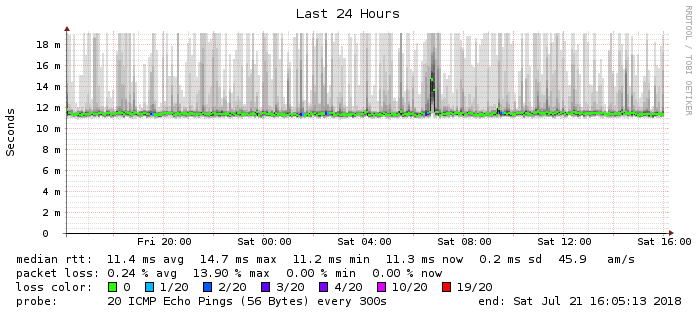 Last 24 Hours
RRDTOOL / TOBI OETIKER
Seconds
18 m
16 m
14 m
12 m
10 m
8 m
6 m
4 m
2 m
0
Fri 20:00 Sat 00:00 Sat 04:00 Sat 08:00 Sat 12:00 Sat 16:00
median rtt: 11.4 ms avg 14.7 ms max 11.2 ms min 11.3 ms now 0.2 ms sd 45.9 am/s
packet loss: 0.24 % avg 13.90 % max 0.00 % min 0.00 % now
loss color: 0 1/20 2/20 3/20 4/20 10/20 19/20
probe: 20 ICMP Echo Pings (56 Bytes) every 300s end: Sat Jul 21 16:05:13 2018